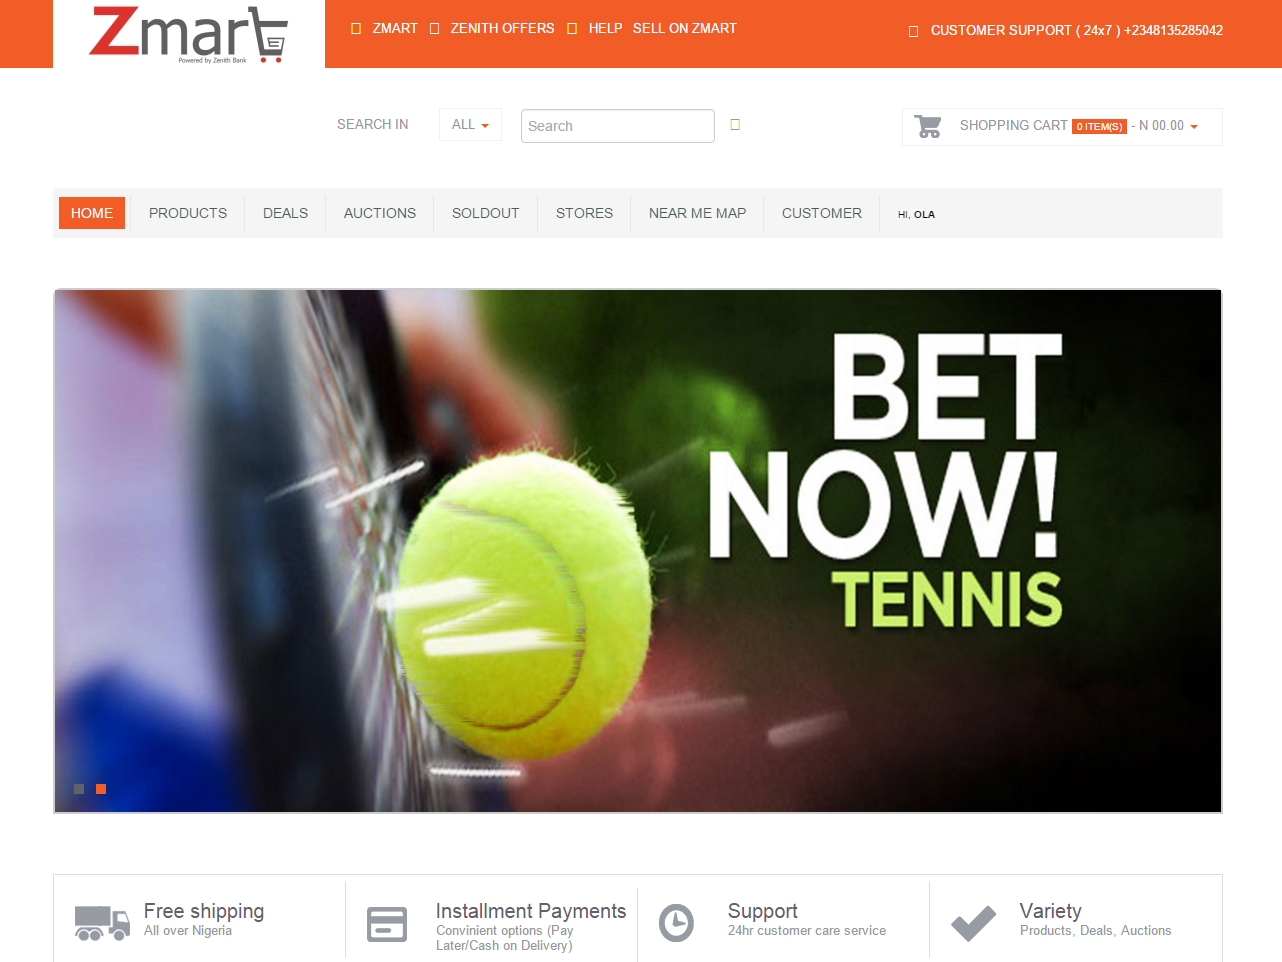 Zmart
Powered by Zenith Bank
ZMART ZENITH OFFERS HELP SELL ON ZMART
CUSTOMER SUPPORT ( 24x7 ) +2348135285042
SEARCH IN ALL Search
SHOPPING CART 0 ITEM(S) - N 00.00
HOME PRODUCTS DEALS AUCTIONS SOLDOUT STORES NEAR ME MAP CUSTOMER HI, OLA
BET
NOW!
TENNIS
Free shipping
All over Nigeria
Installment Payments
Convinient options (Pay
Later/Cash on Delivery)
Support
24hr customer care service
Variety
Products, Deals, Auctions